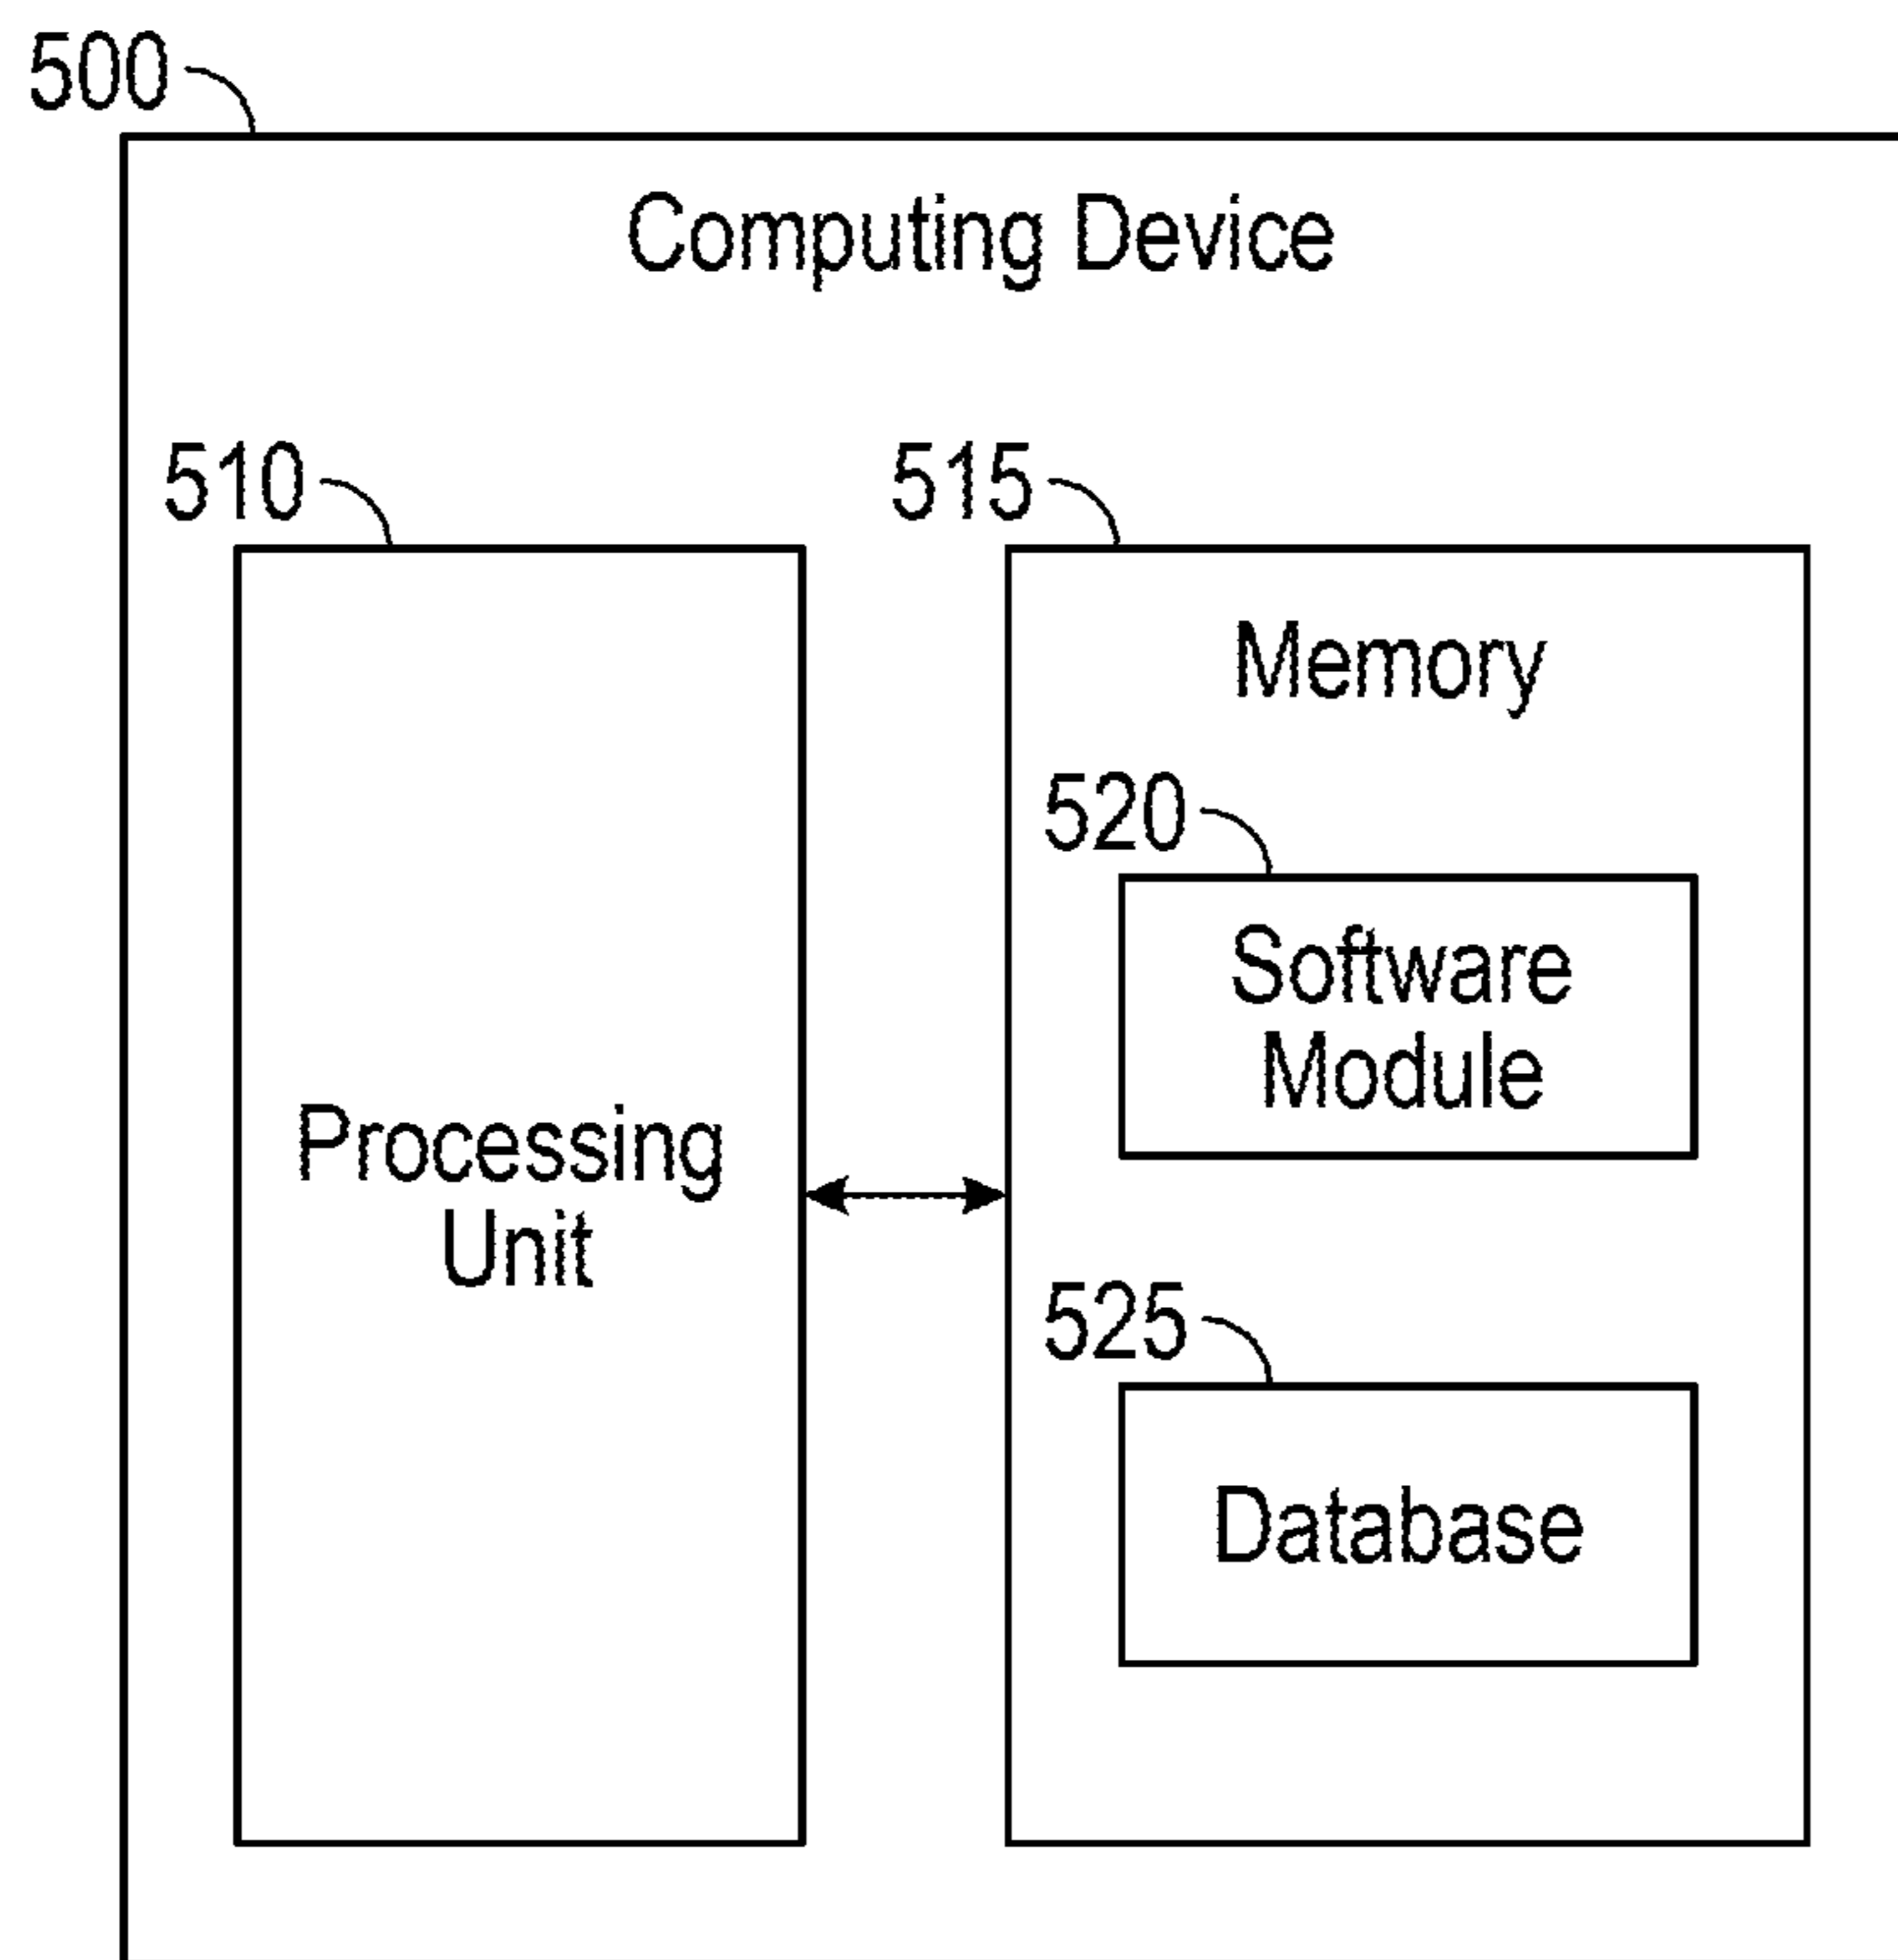 500
Computing Device
510
515
Memory
520
Software
Module
Processing
Unit
525
Database